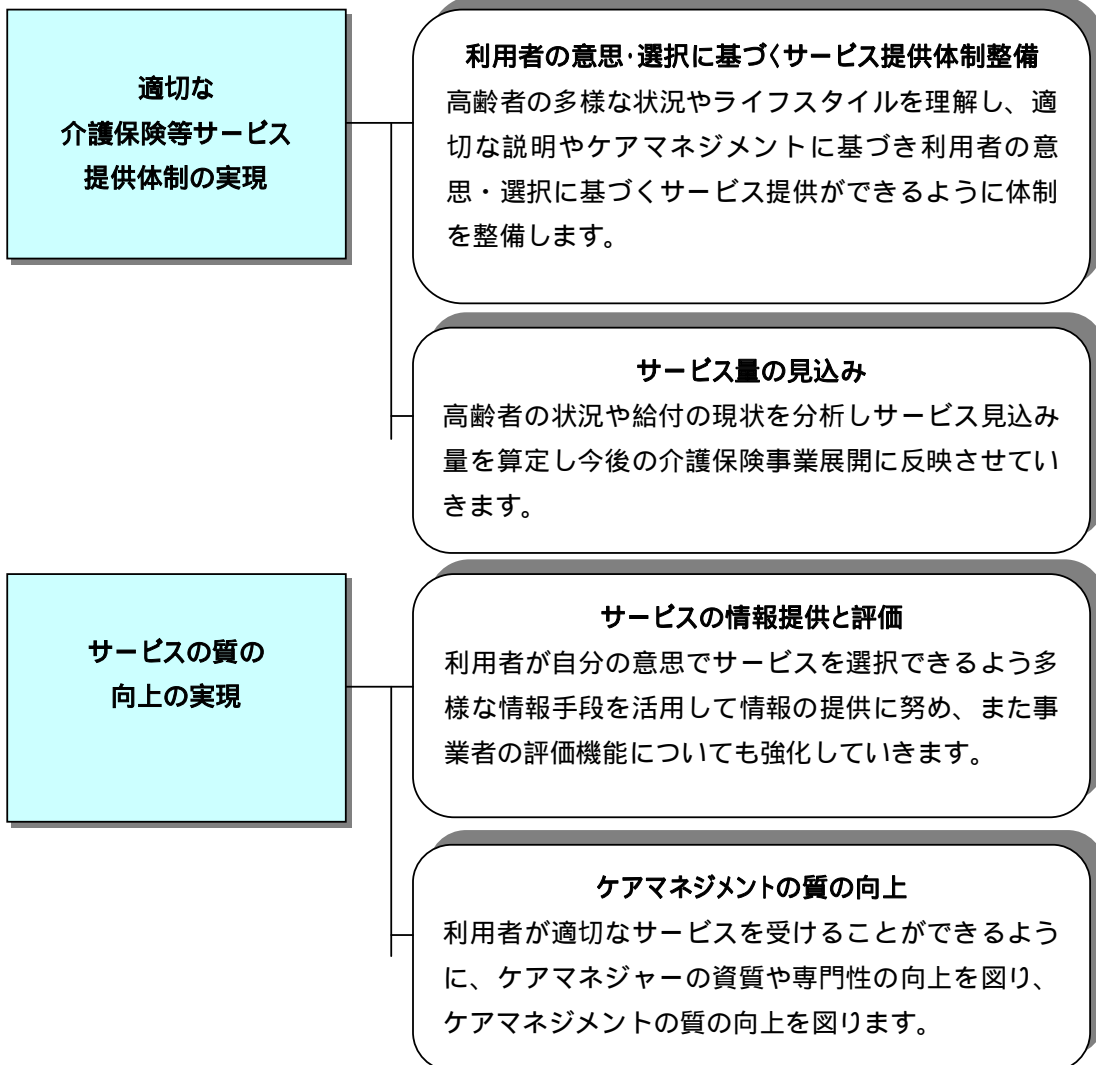 適切な
介護保険等サービス
提供体制の実現
利用者の意思・選択に基づくサービス提供体制整備
高齢者の多様な状況やライフスタイルを理解し、適
切な説明やケアマネジメントに基づき利用者の意
思・選択に基づくサービス提供ができるように体制
を整備します。
サービス量の見込み
高齢者の状況や給付の現状を分析しサービス見込み
量を算定し今後の介護保険事業展開に反映させてい
きます。
サービスの質の
向上の実現
サービスの情報提供と評価
利用者が自分の意思でサービスを選択できるよう多
様な情報手段を活用して情報の提供に努め、また事
業者の評価機能についても強化していきます。
ケアマネジメントの質の向上
利用者が適切なサービスを受けることができるよう
に、ケアマネジャーの資質や専門性の向上を図り、
ケアマネジメントの質の向上を図ります。